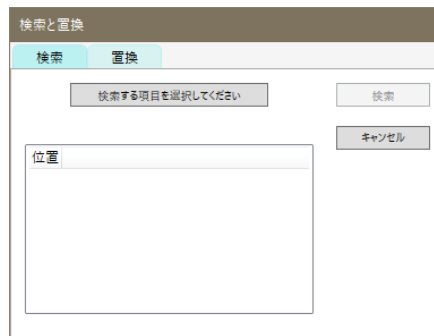 検索と置換
検索
置換
検索する項目を選択してください
検索
キャンセル
位置